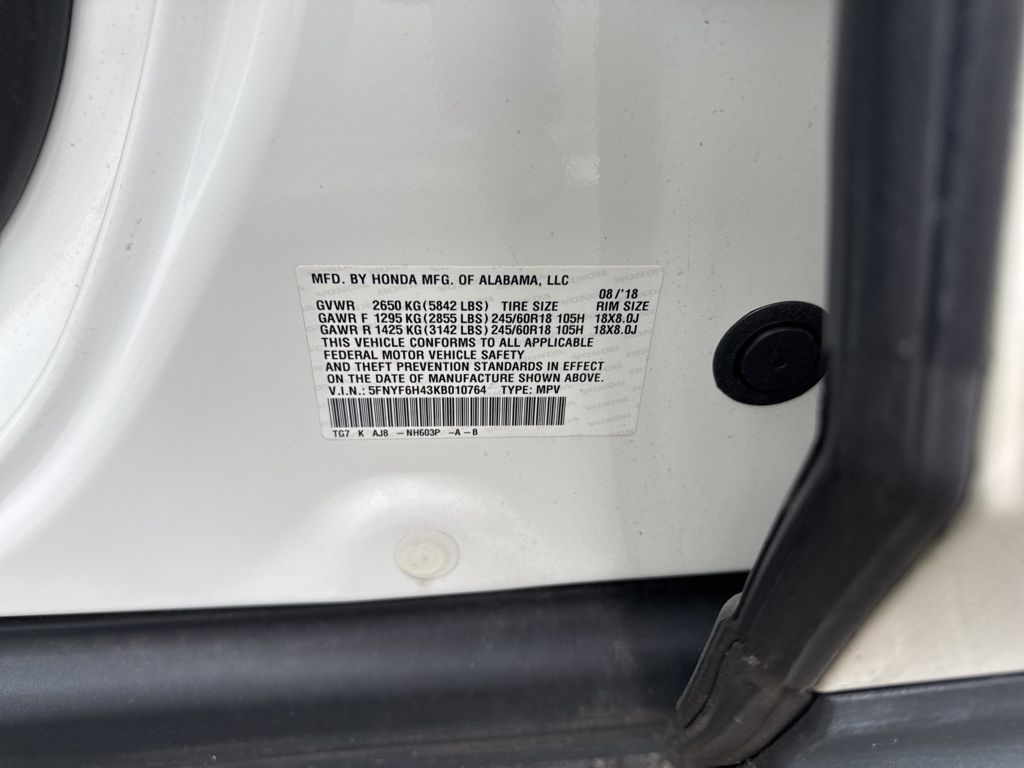 MFD. BY HONDA MFG. OF ALABAMA, LLC
08/'18
GVWR 2650 KG (5842 LBS) TIRE SIZE RIM SIZE
GAWR F 1295 KG (2855 LBS) 245/60R18 105H 18X8.0J
GAWR R 1425 KG (3142 LBS) 245/60R18 105H 18X8.0J
THIS VEHICLE CONFORMS TO ALL APPLICABLE
FEDERAL MOTOR VEHICLE SAFETY
AND THEFT PREVENTION STANDARDS IN EFFECT
ON THE DATE OF MANUFACTURE SHOWN ABOVE.
V.I.N.: 5FNYF6H43KB010764 TYPE: MPV
TG7 K AJ8 -NH603P -A-B